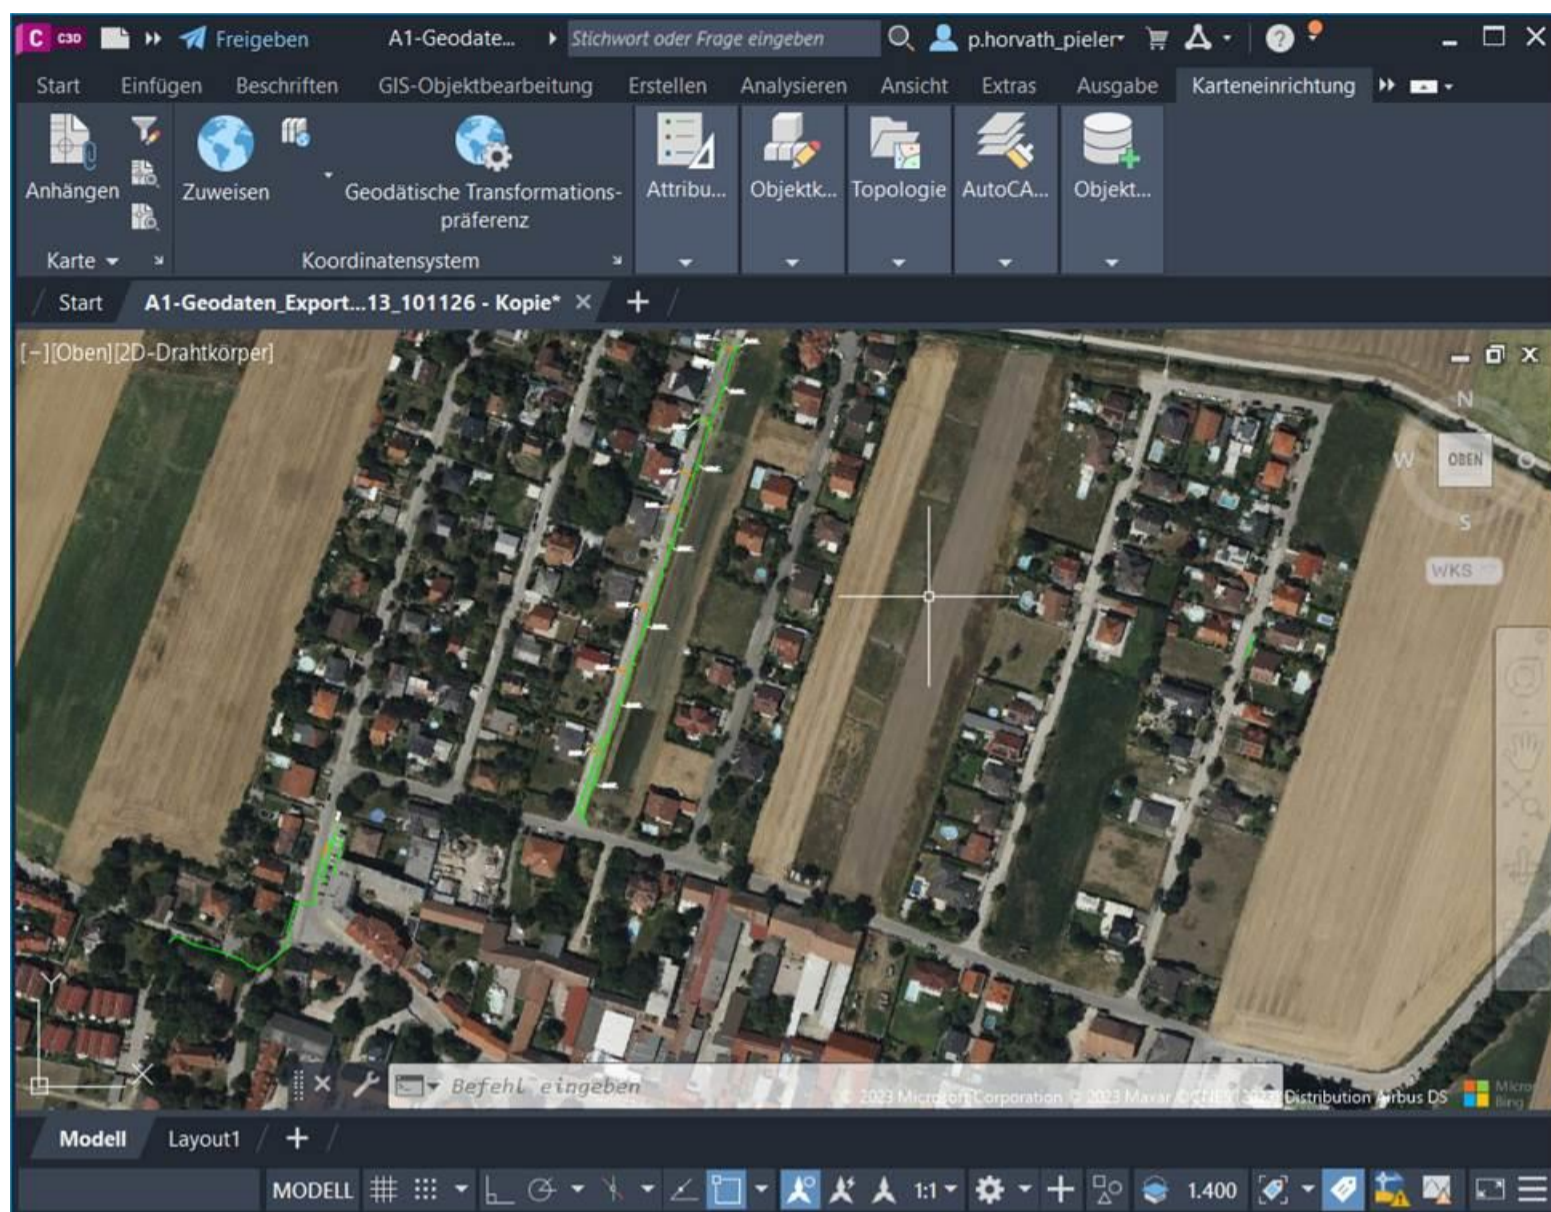 C C3D Freigeben A1-Geodate... Stichwort oder Frage eingeben p.horvath_pieler
Start Einfügen Beschriften GIS-Objektbearbeitung Erstellen Analysieren Ansicht Extras Ausgabe Karteneinrichtung
Anhängen Zuweisen Geodätische Transformations- Attribu... Objektk... Topologie AutoCA... Objekt...
präferenz
Karte Koordinatensystem
Start A1-Geodaten_Export...13_101126 - Kopie* × +
[−][Oben][2D-Drahtkörper]
N
W OBEN O
S
WKS
Y
X
Befehl eingeben
© 2023 Microsoft Corporation © 2023 Maxar ©CNES (2023) Distribution Airbus DS
Bing
Modell Layout1 +
MODELL 1:1 1.400